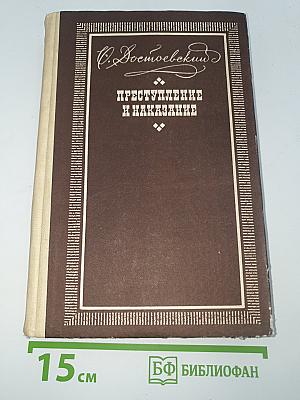 Ф. Достоевский
ПРЕСТУПЛЕНИЕ
И НАКАЗАНИЕ
15 см
БФ БИБЛИОФАН